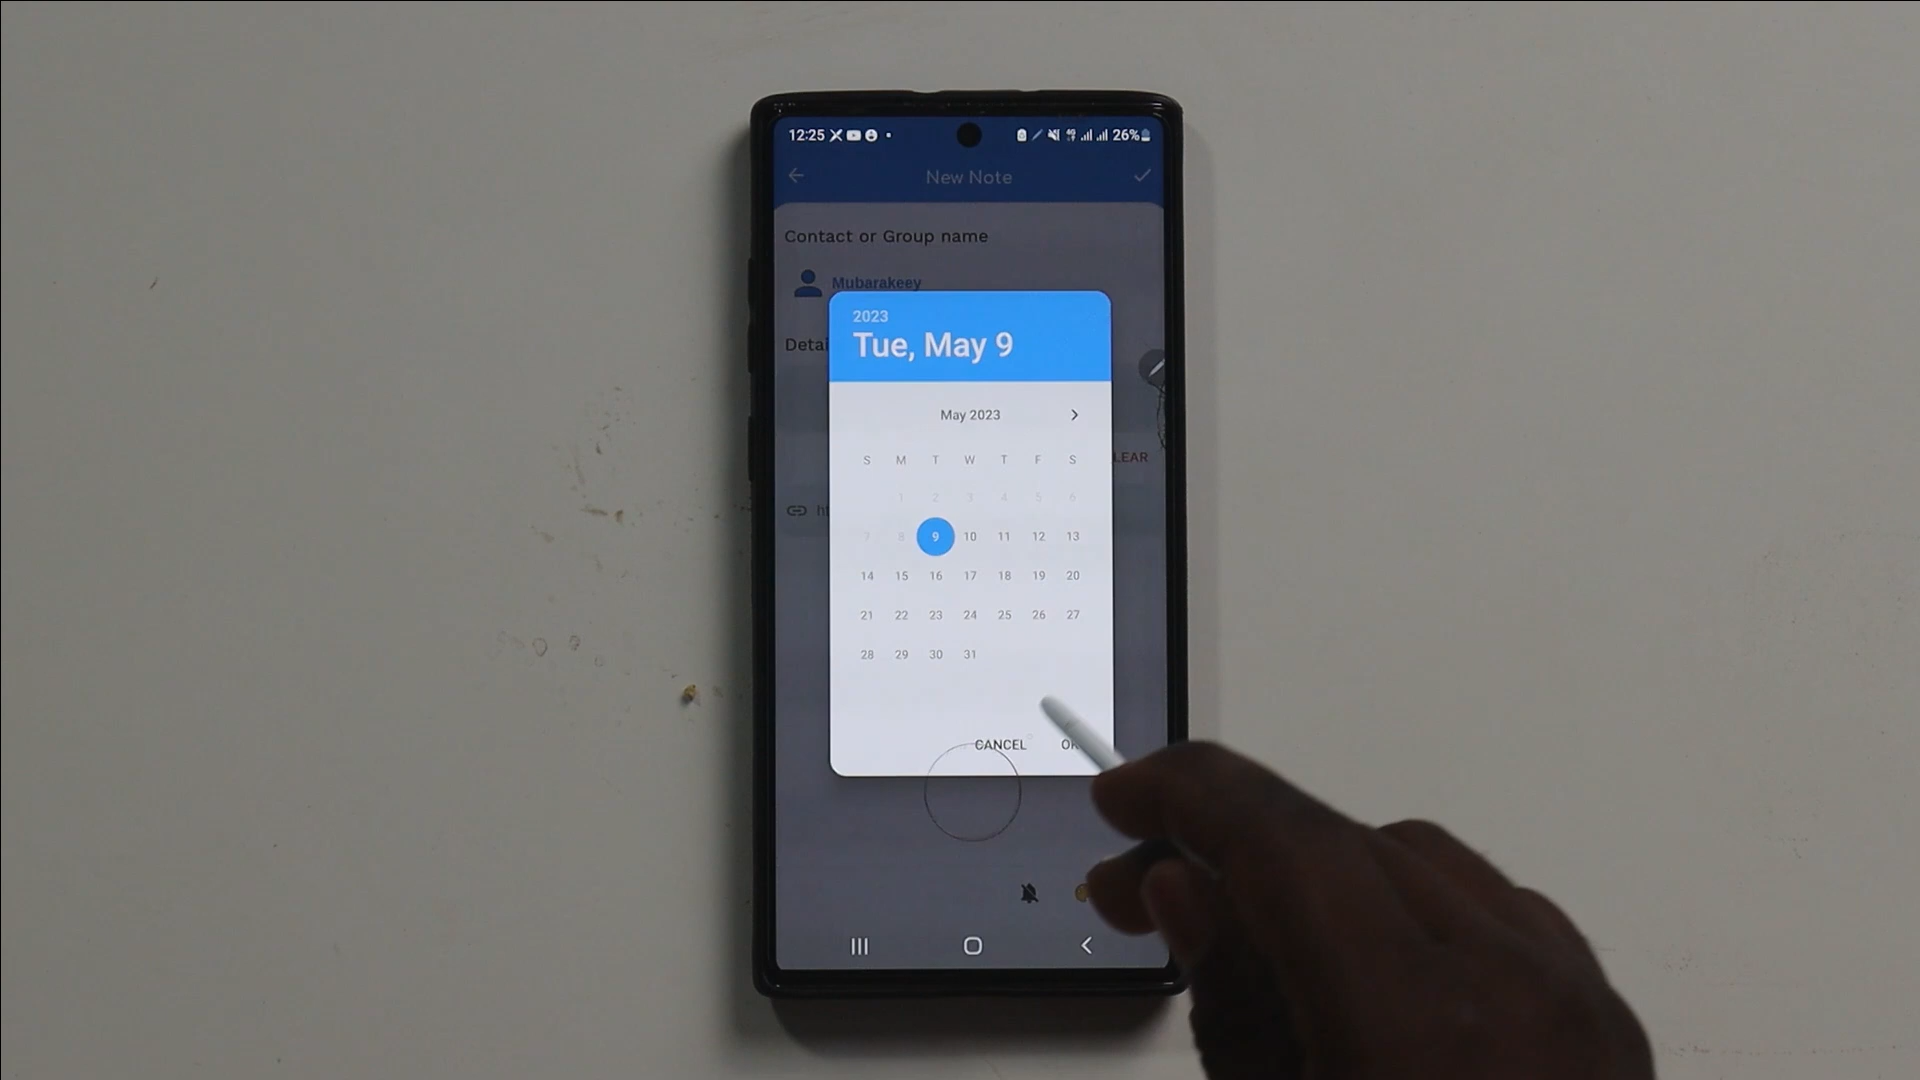 12:25 26%
New Note
Contact or Group name
Mubarakeey
2023
Tue, May 9
Detai
May 2023
S M T W T F S
LEAR
1 2 3 4 5 6
7 8 9 10 11 12 13
14 15 16 17 18 19 20
21 22 23 24 25 26 27
28 29 30 31
CANCEL OK